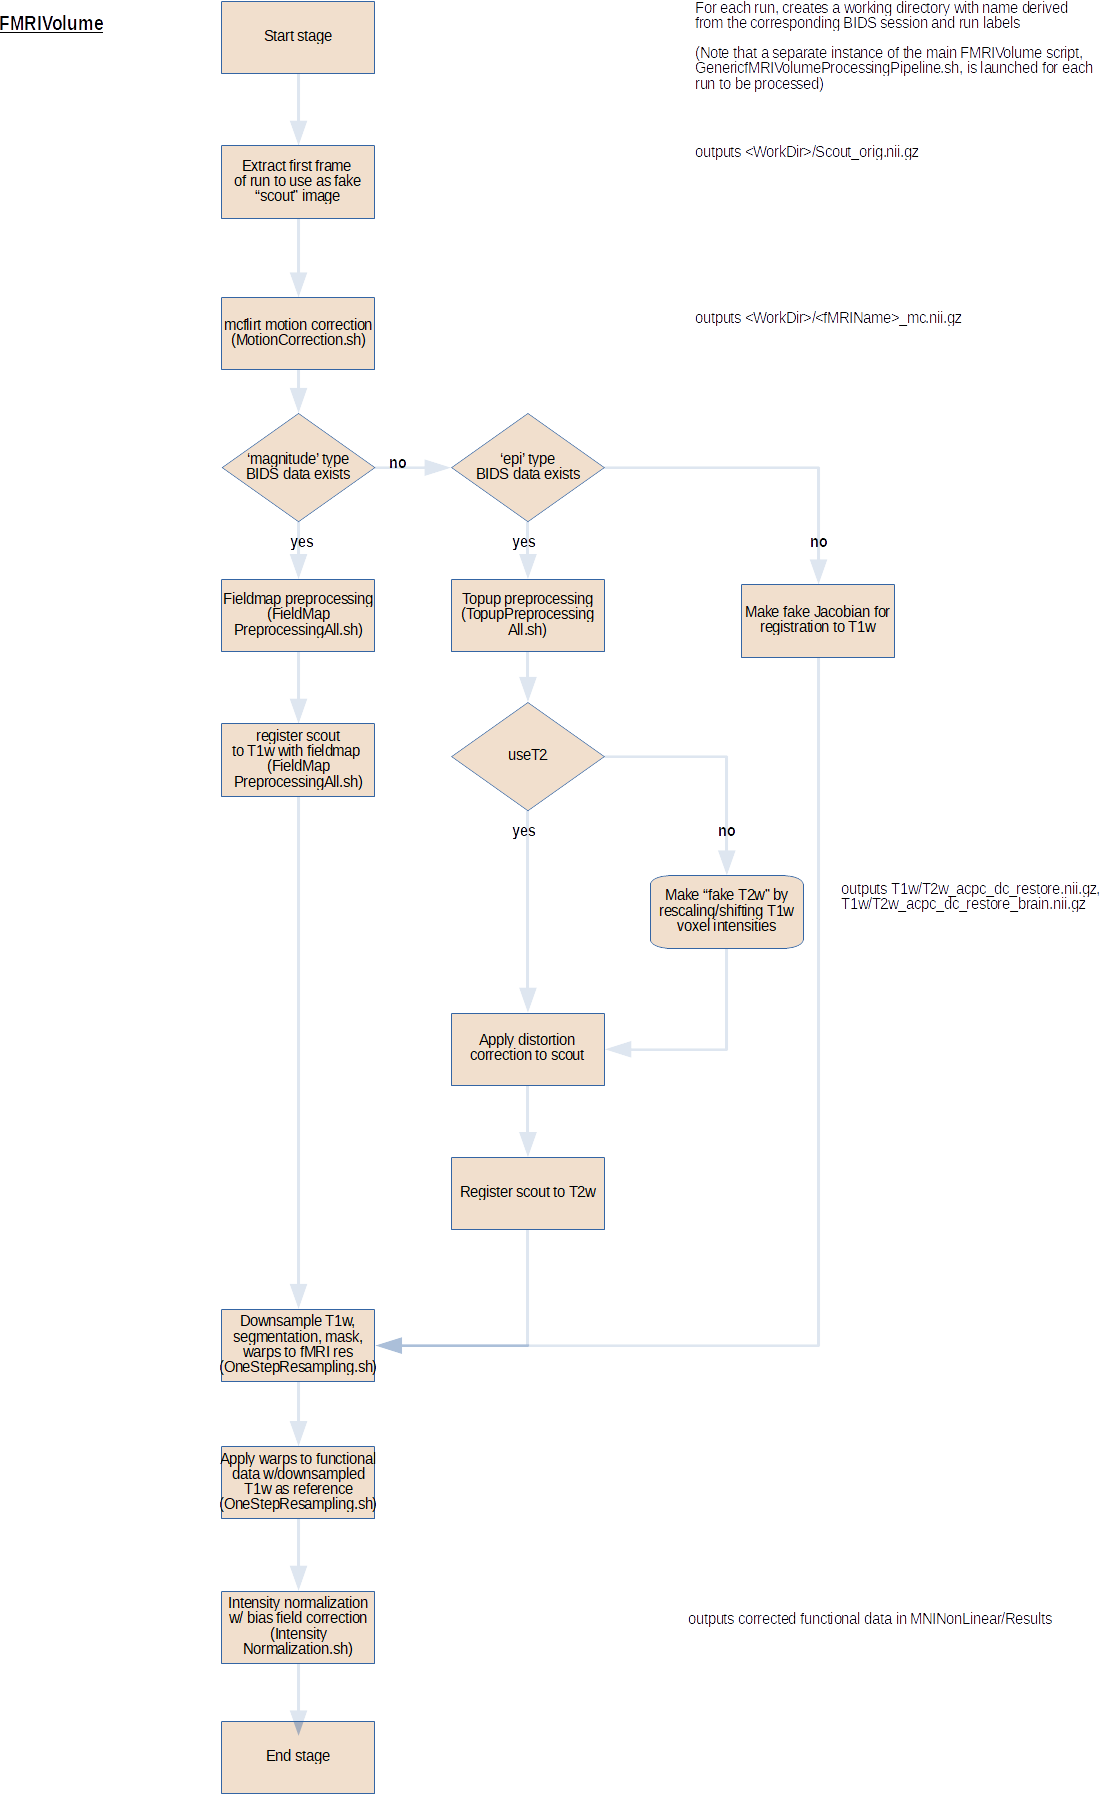 FMRIVolume
Start stage
For each run, creates a working directory with name derived
from the corresponding BIDS session and run labels
(Note that a separate instance of the main FMRIVolume script,
GenericfMRIVolumeProcessingPipeline.sh, is launched for each
run to be processed)
Extract first frame
of run to use as fake
“scout” image
outputs <WorkDir>/Scout_orig.nii.gz
mcflirt motion correction
(MotionCorrection.sh)
outputs <WorkDir>/<fMRIName>_mc.nii.gz
‘magnitude’ type
BIDS data exists
no
‘epi’ type
BIDS data exists
yes
yes
no
Fieldmap preprocessing
(FieldMap
PreprocessingAll.sh)
Topup preprocessing
(TopupPreprocessing
All.sh)
Make fake Jacobian for
registration to T1w
register scout
to T1w with fieldmap
(FieldMap
PreprocessingAll.sh)
useT2
yes
no
Make “fake T2w” by
rescaling/shifting T1w
voxel intensities
outputs T1w/T2w_acpc_dc_restore.nii.gz,
T1w/T2w_acpc_dc_restore_brain.nii.gz
Apply distortion
correction to scout
Register scout to T2w
Downsample T1w,
segmentation, mask,
warps to fMRI res
(OneStepResampling.sh)
Apply warps to functional
data w/downsampled
T1w as reference
(OneStepResampling.sh)
Intensity normalization
w/ bias field correction
(Intensity
Normalization.sh)
outputs corrected functional data in MNINonLinear/Results
End stage